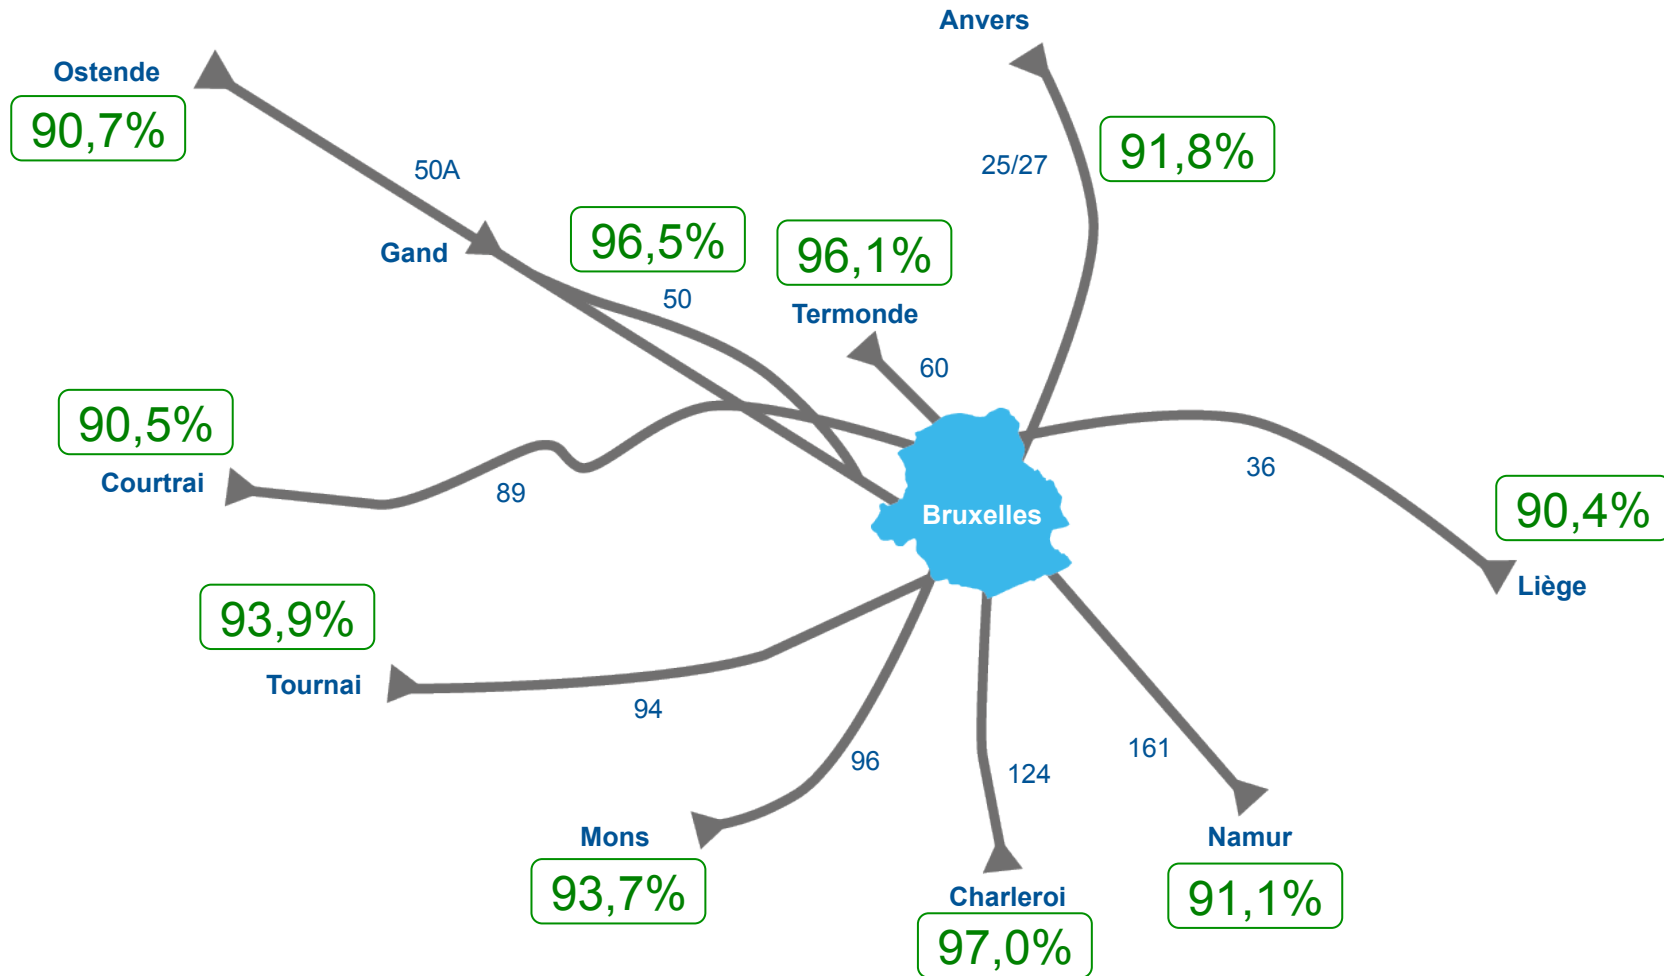 Anvers
Ostende
90,7%
50A
25/27
91,8%
Gand
96,5%
50
96,1%
Termonde
60
90,5%
Courtrai
89
36
Bruxelles
90,4%
Liège
93,9%
Tournai
94
96
124
161
Mons
93,7%
Charleroi
97,0%
Namur
91,1%